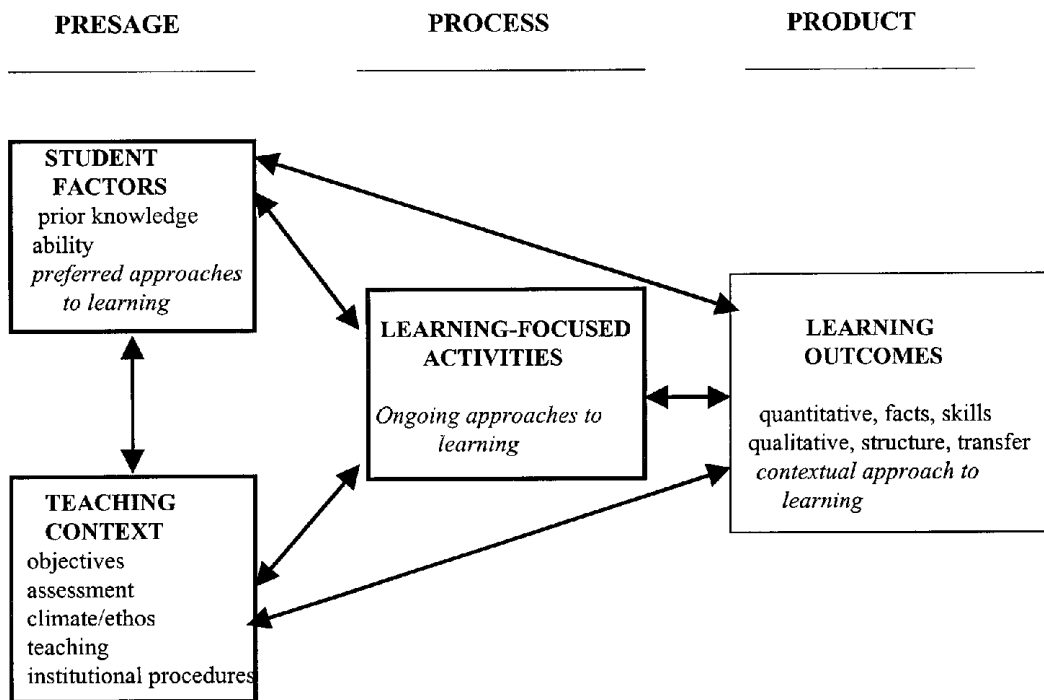 PRESAGE
PROCESS
PRODUCT
STUDENT
FACTORS
prior knowledge
ability
preferred approaches
to learning
LEARNING-FOCUSED
ACTIVITIES
Ongoing approaches to
learning
LEARNING
OUTCOMES
quantitative, facts, skills
qualitative, structure, transfer
contextual approach to
learning
TEACHING
CONTEXT
objectives
assessment
climate/ethos
teaching
institutional procedures